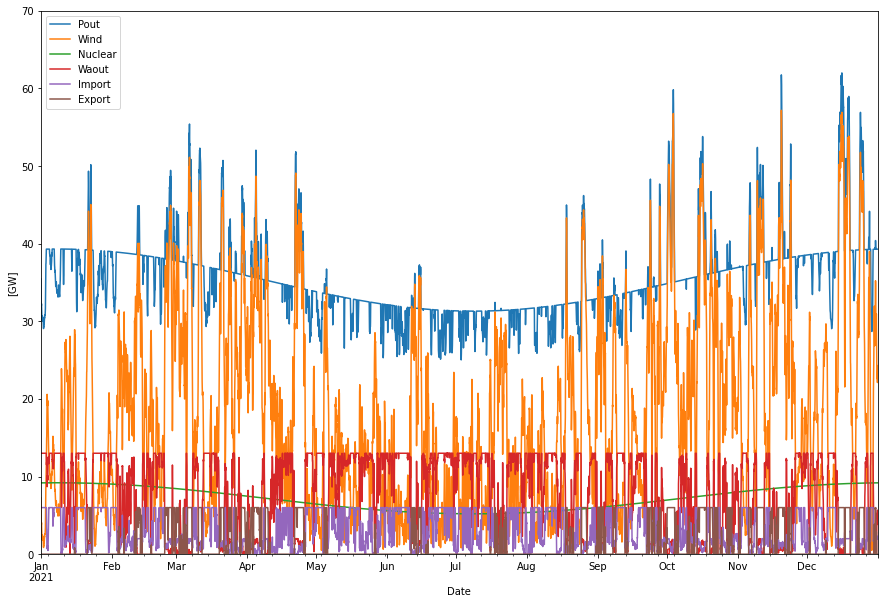 70
60
50
40
30
20
10
0
[GW]
Pout
Wind
Nuclear
Waout
Import
Export
Jan Feb Mar Apr May Jun Jul Aug Sep Oct Nov Dec
2021
Date